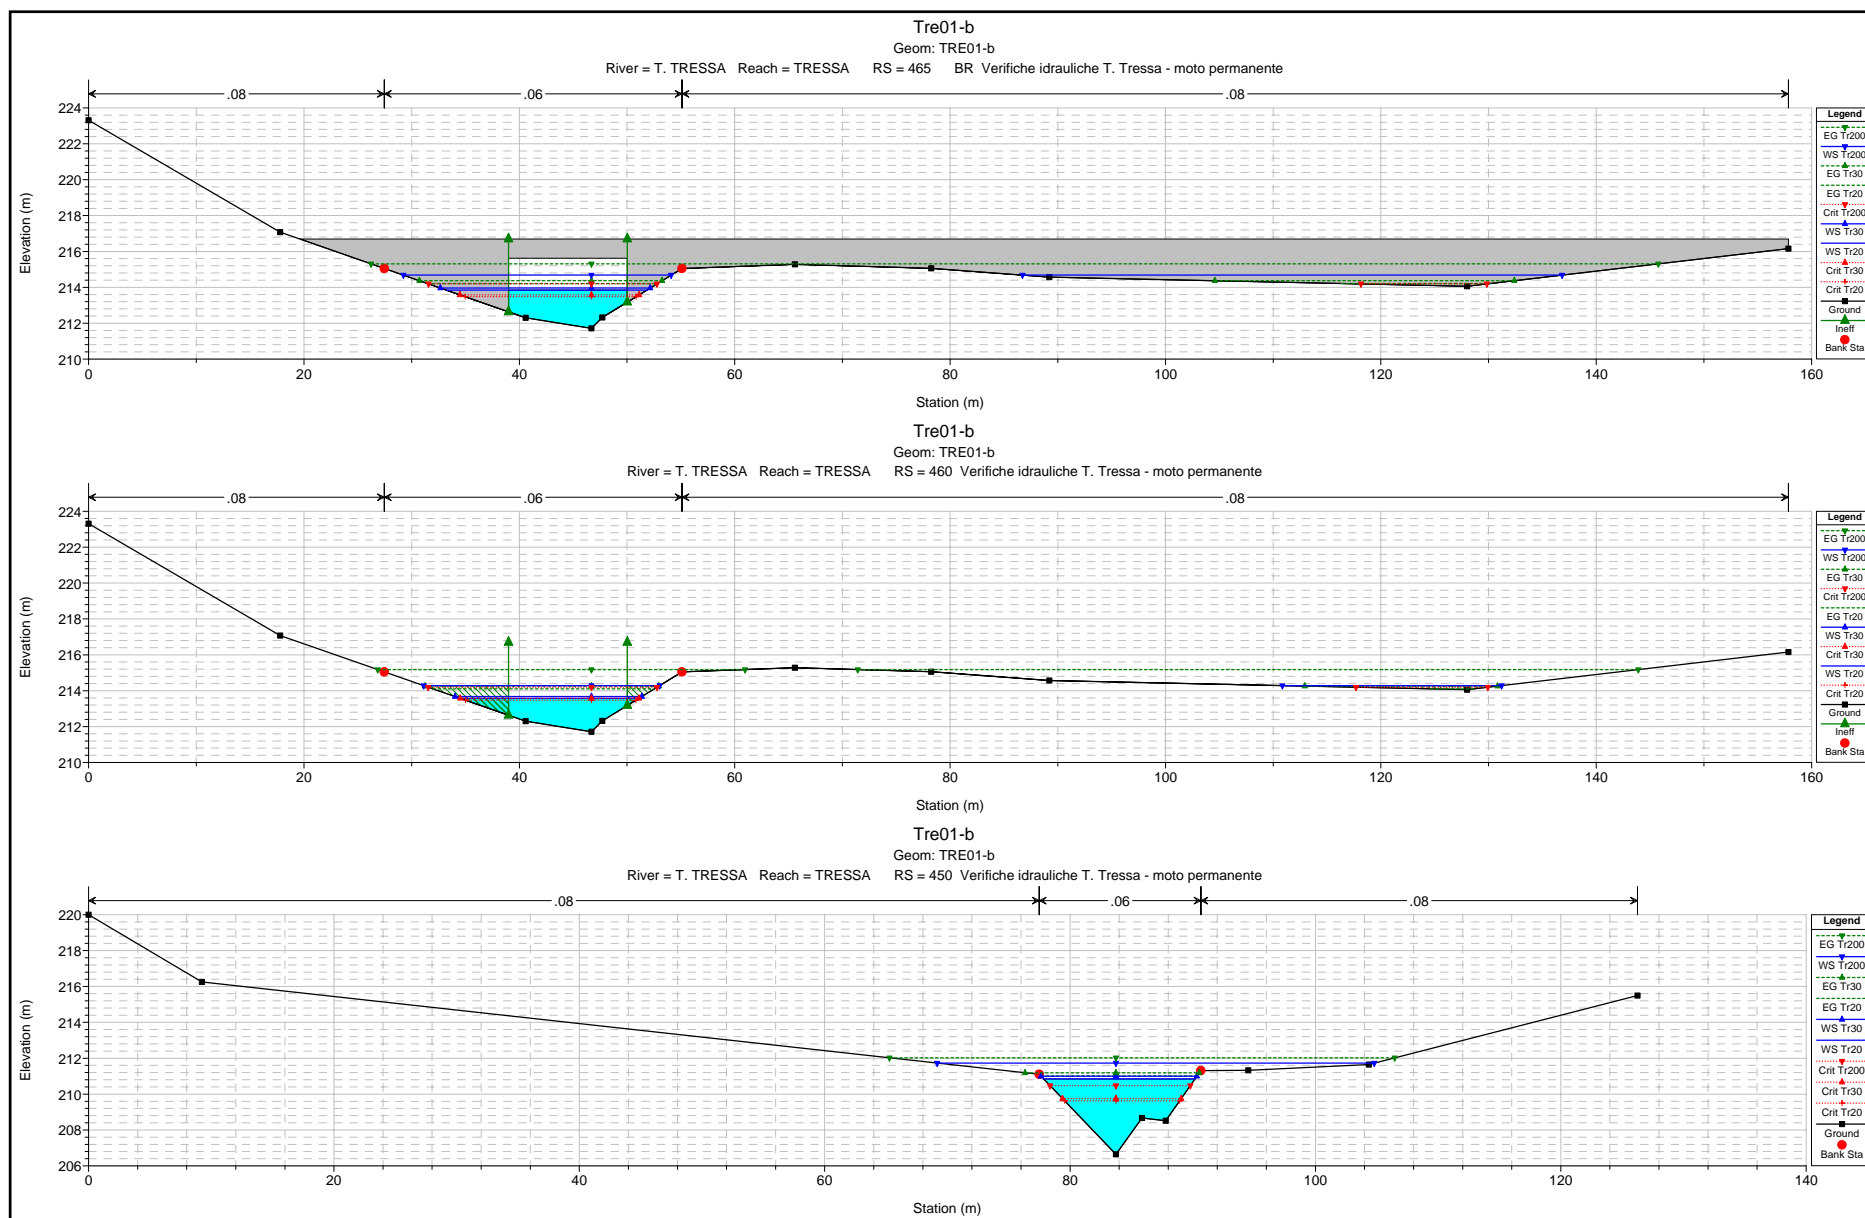 Tre01-b
Geom: TRE01-b
River = T. TRESSA   Reach = TRESSA   RS = 465   BR  Verifiche idrauliche T. Tressa - moto permanente
.08
.06
.08
224
222
220
218
216
214
212
210
Elevation (m)
0
20
40
60
80
100
120
140
160
Station (m)
Legend
EG Tr200
WS Tr200
EG Tr30
EG Tr20
Crit Tr200
WS Tr30
WS Tr20
Crit Tr30
Crit Tr20
Ground
Ineff
Bank Sta
Tre01-b
Geom: TRE01-b
River = T. TRESSA   Reach = TRESSA   RS = 460  Verifiche idrauliche T. Tressa - moto permanente
.08
.06
.08
224
222
220
218
216
214
212
210
Elevation (m)
0
20
40
60
80
100
120
140
160
Station (m)
Legend
EG Tr200
WS Tr200
EG Tr30
Crit Tr200
EG Tr20
WS Tr30
Crit Tr30
WS Tr20
Crit Tr20
Ground
Ineff
Bank Sta
Tre01-b
Geom: TRE01-b
River = T. TRESSA   Reach = TRESSA   RS = 450  Verifiche idrauliche T. Tressa - moto permanente
.08
.06
.08
220
218
216
214
212
210
208
206
Elevation (m)
0
20
40
60
80
100
120
140
Station (m)
Legend
EG Tr200
WS Tr200
EG Tr30
EG Tr20
WS Tr30
WS Tr20
Crit Tr200
Crit Tr30
Crit Tr20
Ground
Bank Sta